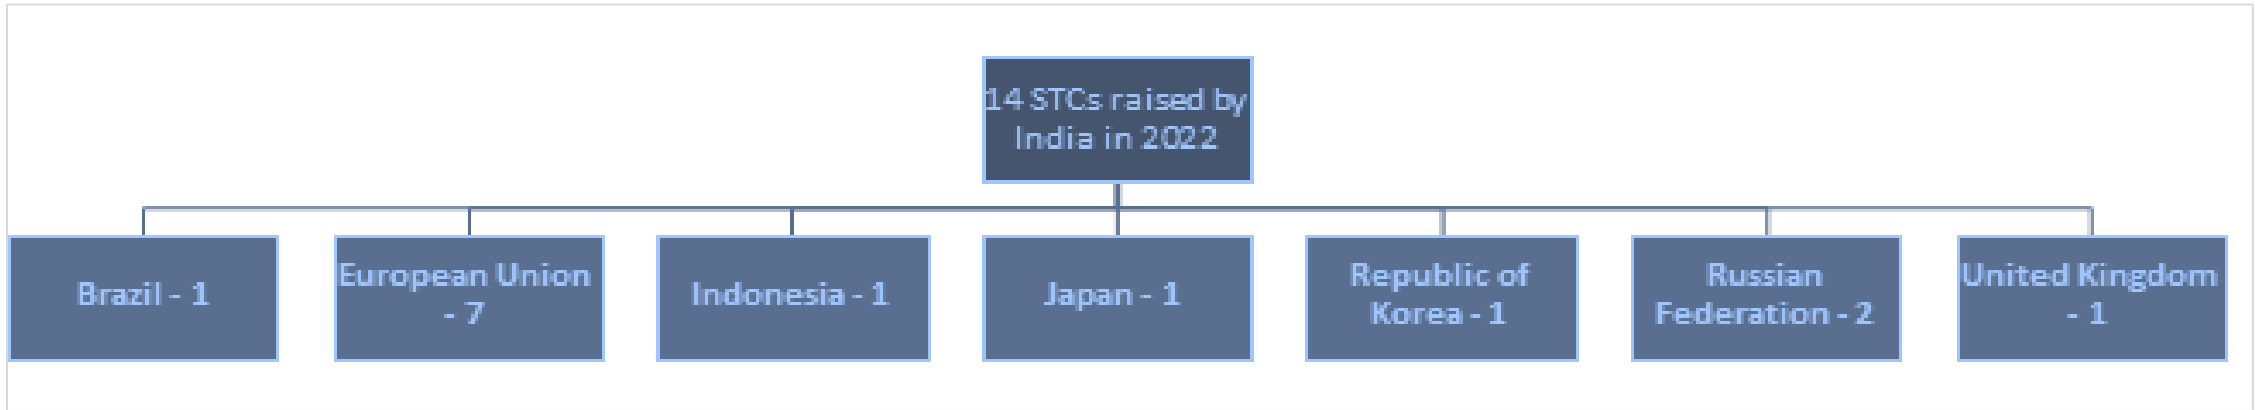 14 STCs raised by
India in 2022
Brazil - 1
European Union
- 7
Indonesia - 1
Japan - 1
Republic of
Korea - 1
Russian
Federation - 2
United Kingdom
- 1